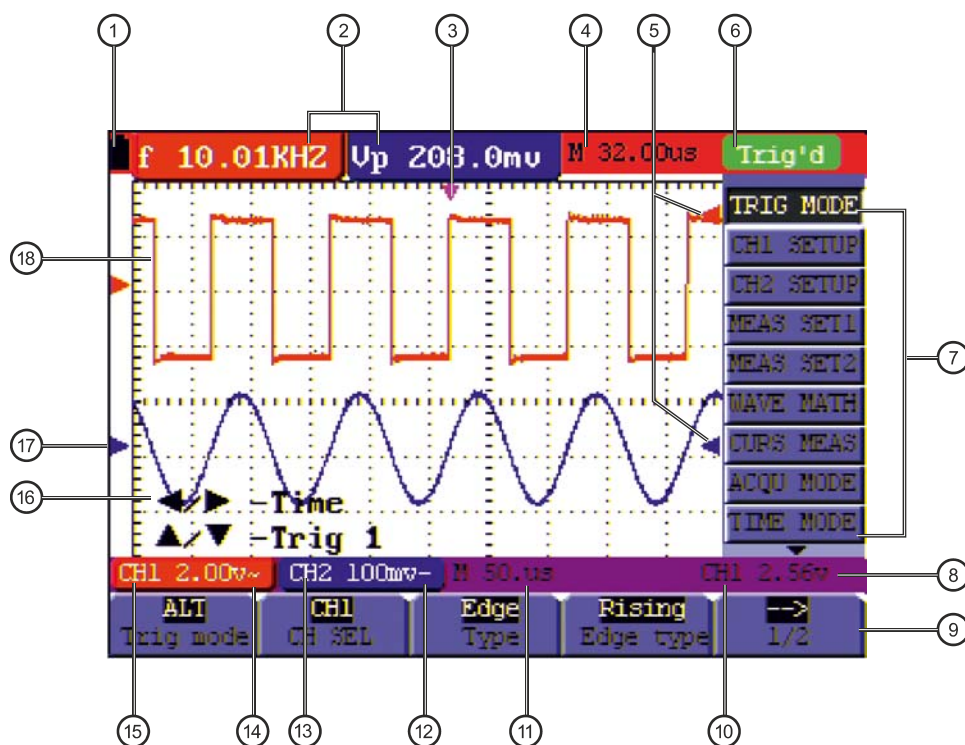 1 2 3 4 5 6
f 10.01KHZ Vp 208.0mv M 32.00us Trig'd
TRIG MODE
CH1 SETUP
18
CH2 SETUP
MEAS SET1
7
MEAS SET2
WAVE MATH
17
CURS MEAS
16
-Time
ACQU MODE
-Trig 1
TIME MODE
CH1 2.00v~ CH2 100mv- M 50.us CH1 2.56v
8
ALT CH1 Edge Rising -->
Trig mode CH SEL Type Edge type 1/2
9
15 14 13 12 11 10